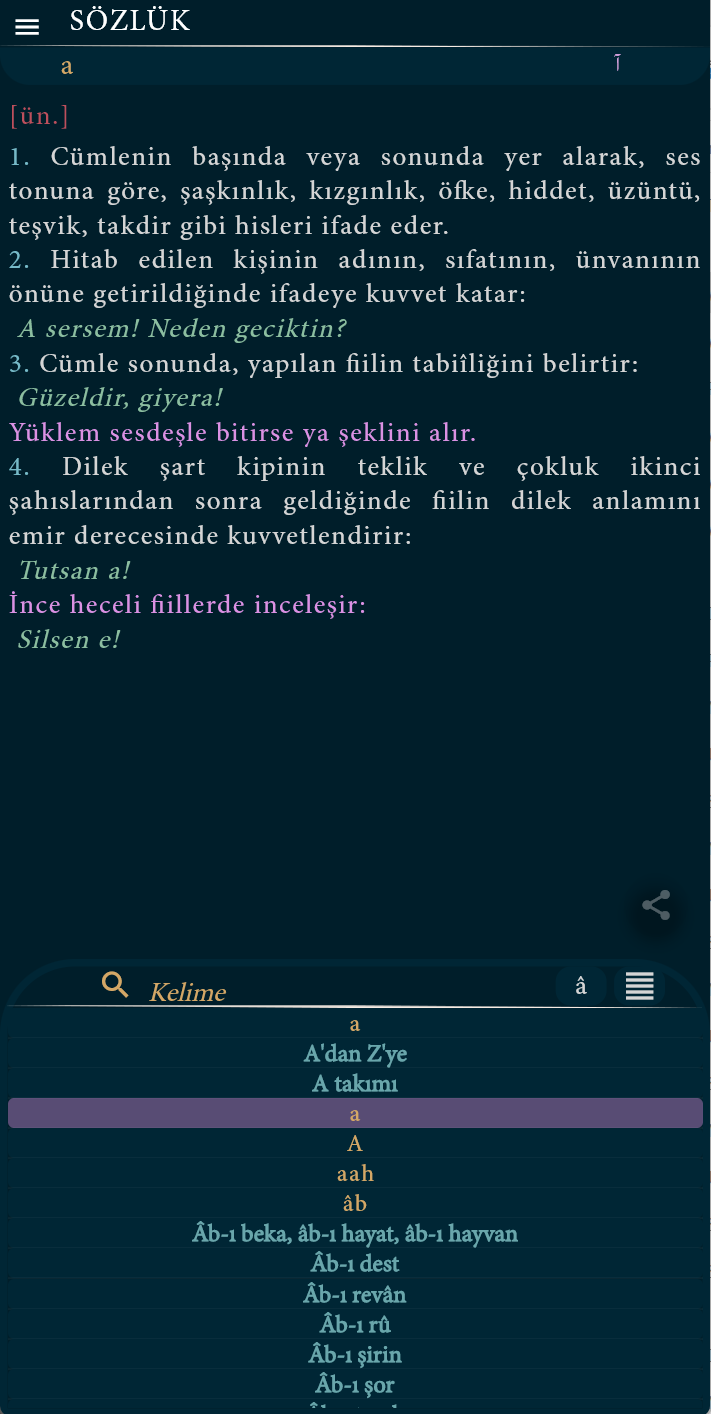 SÖZLÜK
a آ
[ün.]
1. Cümlenin başında veya sonunda yer alarak, ses
tonuna göre, şaşkınlık, kızgınlık, öfke, hiddet, üzüntü,
teşvik, takdir gibi hisleri ifade eder.
2. Hitab edilen kişinin adının, sıfatının, ünvanının
önüne getirildiğinde ifadeye kuvvet katar:
A sersem! Neden geciktin?
3. Cümle sonunda, yapılan fiilin tabiîliğini belirtir:
Güzeldir, giyera!
Yüklem sesdeşle bitirse ya şeklini alır.
4. Dilek şart kipinin teklik ve çokluk ikinci
şahıslarından sonra geldiğinde fiilin dilek anlamını
emir derecesinde kuvvetlendirir:
Tutsan a!
İnce heceli fiillerde inceleşir:
Silsen e!
Kelime â
a
A'dan Z'ye
A takımı
a
A
aah
âb
Âb-ı beka, âb-ı hayat, âb-ı hayvan
Âb-ı dest
Âb-ı revân
Âb-ı rû
Âb-ı şirin
Âb-ı şor